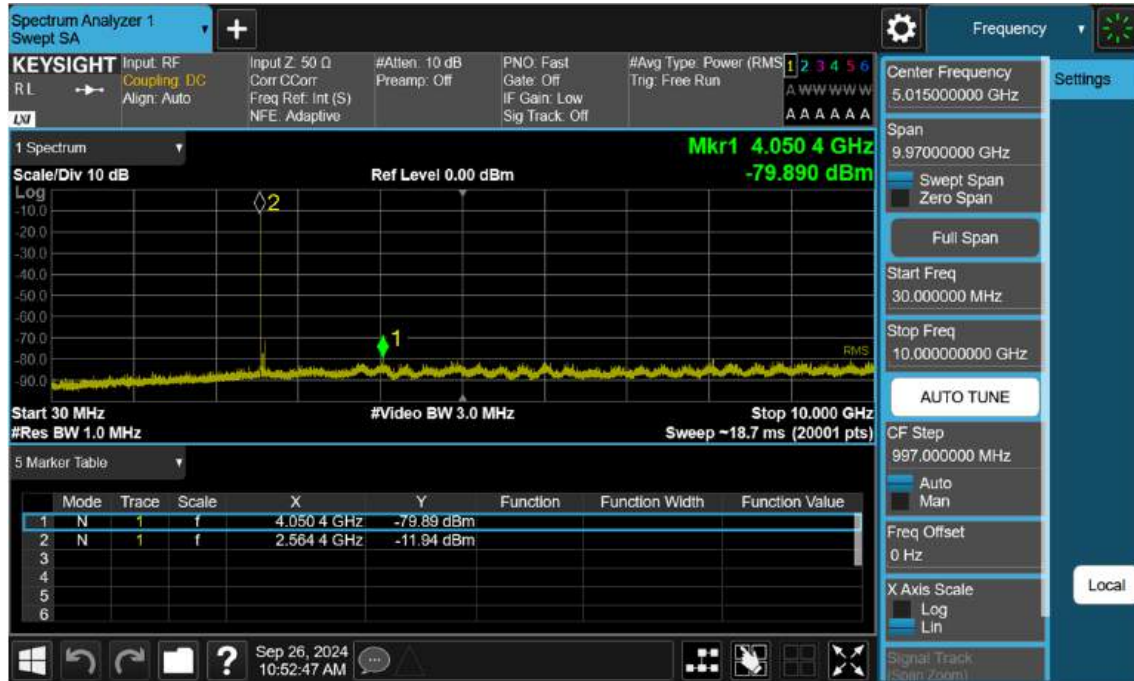 Spectrum Analyzer 1
Swept SA
Frequency
KEYSIGHT
RL
LXI
Input: RF
Coupling: DC
Align: Auto
Input Z: 50 Ω
Corr CCorr
Freq Ref: Int (S)
NFE: Adaptive
#Atten: 10 dB
Preamp: Off
PNO: Fast
Gate: Off
IF Gain: Low
Sig Track: Off
#Avg Type: Power (RMS
Trig: Free Run
1 2 3 4 5 6
A W W W W W
A A A A A A
1 Spectrum
Mkr1 4.050 4 GHz
-79.890 dBm
Scale/Div 10 dB
Ref Level 0.00 dBm
Log
-10.0
-20.0
-30.0
-40.0
-50.0
-60.0
-70.0
-80.0
-90.0
2
1
RMS
Start 30 MHz
#Video BW 3.0 MHz
Stop 10.000 GHz
#Res BW 1.0 MHz
Sweep ~18.7 ms (20001 pts)
5 Marker Table
Mode Trace Scale X Y Function Function Width Function Value
1 N 1 f 4.050 4 GHz -79.89 dBm
2 N 1 f 2.564 4 GHz -11.94 dBm
3
4
5
6
Sep 26, 2024
10:52:47 AM
Center Frequency
5.015000000 GHz
Span
9.97000000 GHz
Swept Span
Zero Span
Full Span
Start Freq
30.000000 MHz
Stop Freq
10.000000000 GHz
AUTO TUNE
CF Step
997.000000 MHz
Auto
Man
Freq Offset
0 Hz
X Axis Scale
Log
Lin
Signal Track
(Span Zoom)
Settings
Local